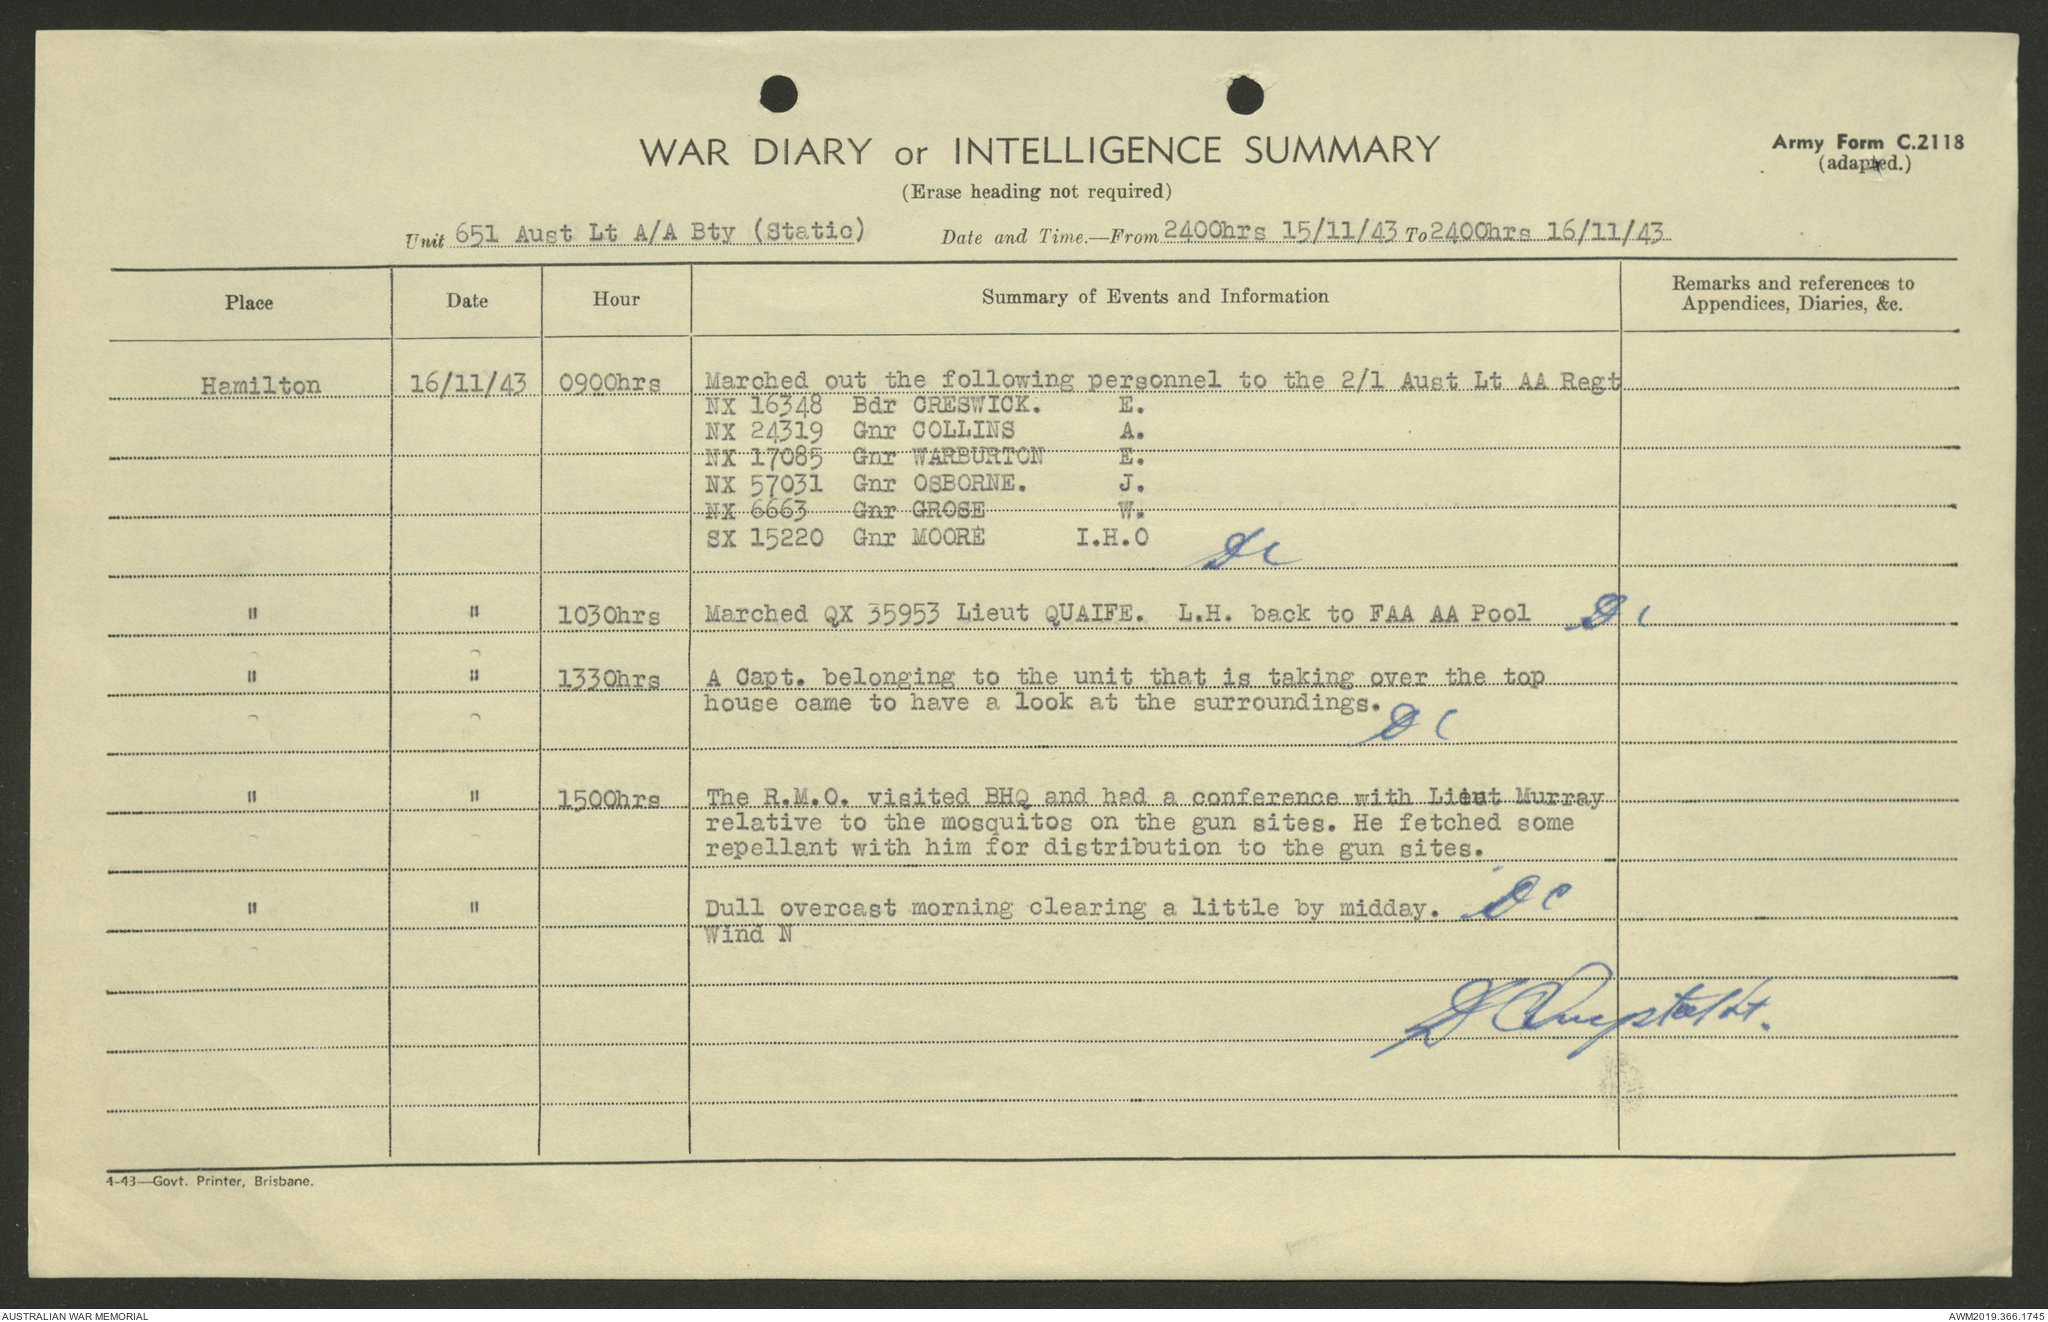 WAR DIARY or INTELLIGENCE SUMMARY
Army Form C.2118
(adapted.)
(Erase heading not required)
Unit 651 Aust Lt A/A Bty (Static) Date and Time.—From 2400hrs 15/11/43 To 2400hrs 16/11/43
Place Date Hour Summary of Events and Information Remarks and references to
Appendices, Diaries, &c.
Hamilton 16/11/43 0900hrs Marched out the following personnel to the 2/1 Aust Lt AA Regt
NX 16348 Bdr CRESWICK. E.
NX 24319 Gnr COLLINS A.
NX 17085 Gnr WARBURTON E.
NX 57031 Gnr OSBORNE. J.
NX 6663 Gnr GROSE W.
SX 15220 Gnr MOORE I.H.O
DC
" " 1030hrs Marched QX 35953 Lieut QUAIFE. L.H. back to FAA AA Pool DC
" " 1330hrs A Capt. belonging to the unit that is taking over the top
house came to have a look at the surroundings.
DC
" " 1500hrs The R.M.O. visited BHQ and had a conference with Lieut Murray
relative to the mosquitos on the gun sites. He fetched some
repellant with him for distribution to the gun sites.
" " Dull overcast morning clearing a little by midday. DC
Wind N
4-43—Govt. Printer, Brisbane.
AUSTRALIAN WAR MEMORIAL
AWM2019.366.1745